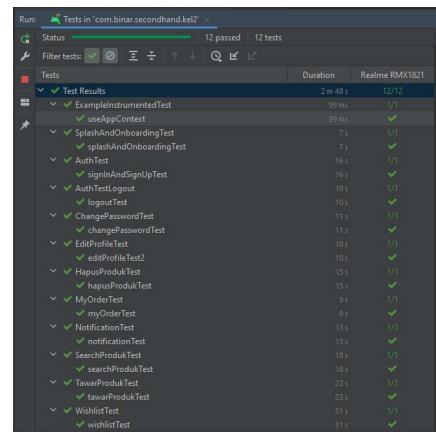 Run: Tests in 'com.binar.secondhand.kel2' ×
Status 12 passed 12 tests
Filter tests:
Tests Duration Realme RMX1821
Test Results 2 m 48 s 12/12
ExampleInstrumentedTest 99 ms 1/1
useAppContext 99 ms
SplashAndOnboardingTest 7 s 1/1
splashAndOnboardingTest 7 s
AuthTest 16 s 1/1
signInAndSignUpTest 16 s
AuthTestLogout 10 s 1/1
logoutTest 10 s
ChangePasswordTest 11 s 1/1
changePasswordTest 11 s
EditProfileTest 10 s 1/1
editProfileTest2 10 s
HapusProdukTest 15 s 1/1
hapusProdukTest 15 s
MyOrderTest 9 s 1/1
myOrderTest 9 s
NotificationTest 13 s 1/1
notificationTest 13 s
SearchProdukTest 18 s 1/1
searchProdukTest 18 s
TawarProdukTest 23 s 1/1
tawarProdukTest 23 s
WishlistTest 31 s 1/1
wishlistTest 31 s